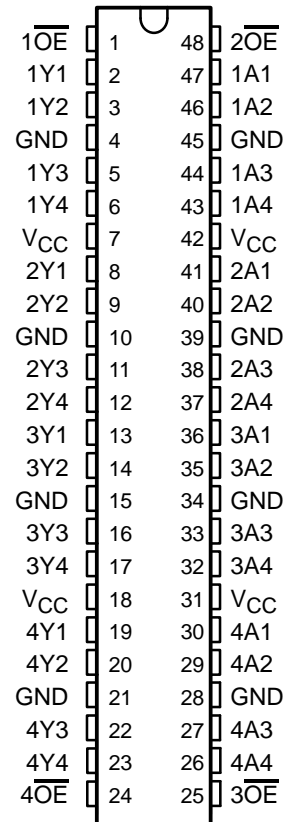 1O̅E̅ 1 48 2O̅E̅
1Y1 2 47 1A1
1Y2 3 46 1A2
GND 4 45 GND
1Y3 5 44 1A3
1Y4 6 43 1A4
VCC 7 42 VCC
2Y1 8 41 2A1
2Y2 9 40 2A2
GND 10 39 GND
2Y3 11 38 2A3
2Y4 12 37 2A4
3Y1 13 36 3A1
3Y2 14 35 3A2
GND 15 34 GND
3Y3 16 33 3A3
3Y4 17 32 3A4
VCC 18 31 VCC
4Y1 19 30 4A1
4Y2 20 29 4A2
GND 21 28 GND
4Y3 22 27 4A3
4Y4 23 26 4A4
4O̅E̅ 24 25 3O̅E̅